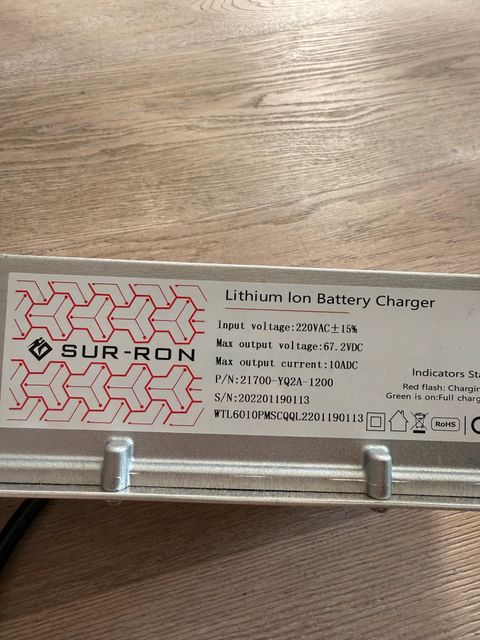 Lithium Ion Battery Charger
Input voltage:220VAC±15%
Max output voltage:67.2VDC
SUR-RON
Max output current:10ADC
P/N:21700-YQ2A-1200
S/N:202201190113
WTL6010PMSCQQL2201190113
RoHS
Indicators Sta
Red flash: Chargin
Green is on:Full charg